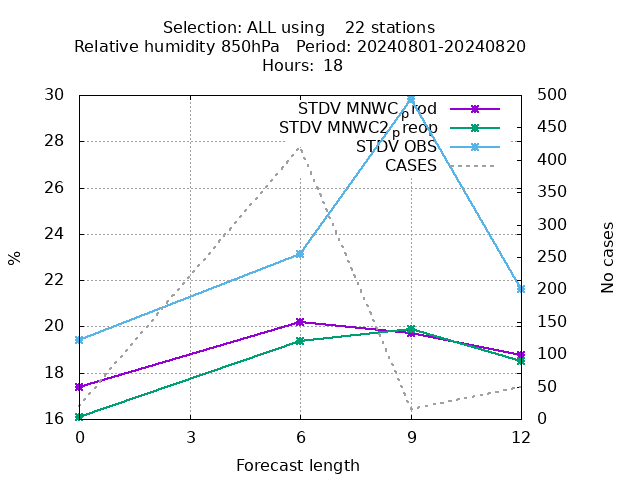 Selection: ALL using    22 stations
Relative humidity 850hPa   Period: 20240801-20240820
Hours: 18
30
28
26
24
22
20
18
16
%
STDV MNWC_prod
STDV MNWC2_preop
STDV OBS
CASES
500
450
400
350
300
250
200
150
100
50
0
No cases
0 3 6 9 12
Forecast length